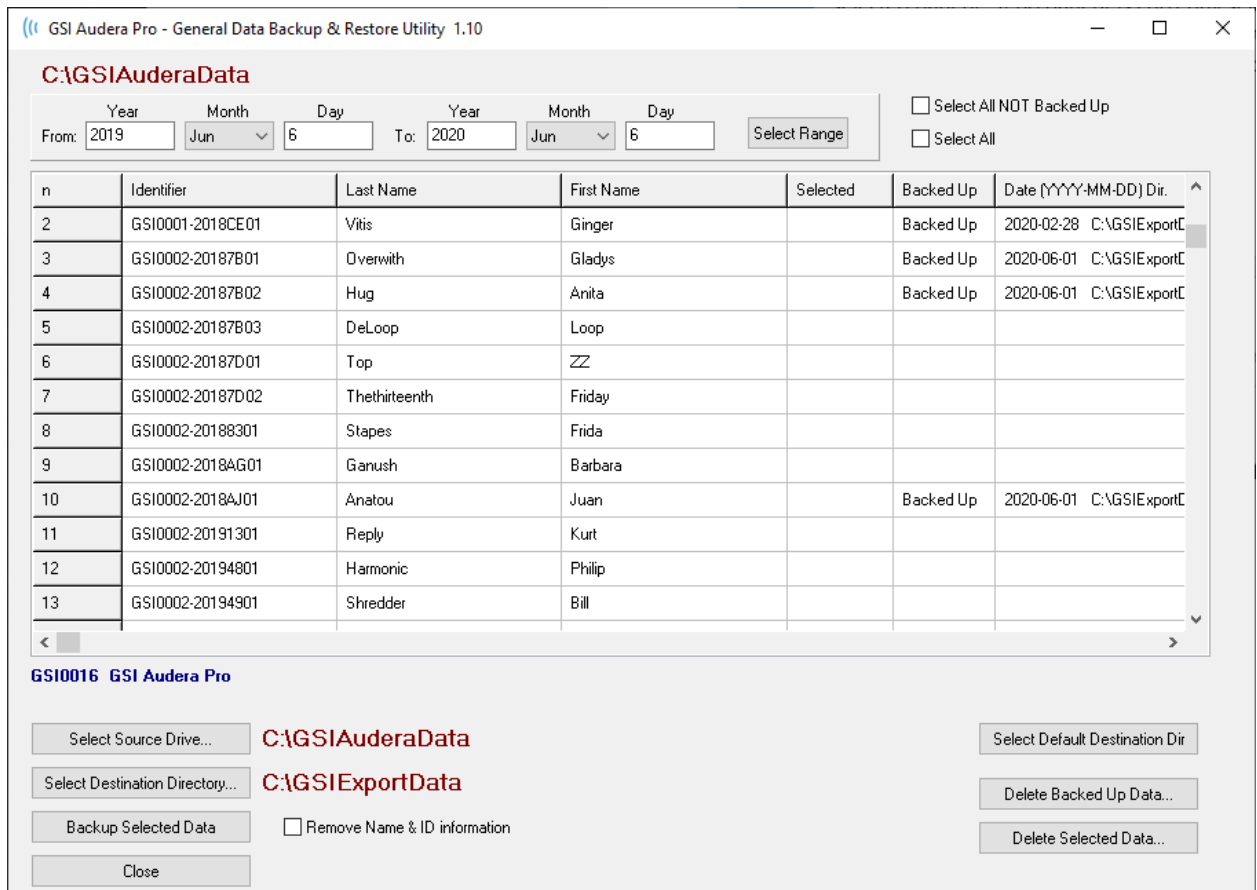 GSI Audera Pro - General Data Backup & Restore Utility 1.10
C:\GSIAuderaData
Year Month Day Year Month Day
From: 2019 Jun 6 To: 2020 Jun 6 Select Range
Select All NOT Backed Up
Select All
n Identifier Last Name First Name Selected Backed Up Date (YYYY-MM-DD) Dir.
2 GSI0001-2018CE01 Vitis Ginger Backed Up 2020-02-28 C:\GSIExportD
3 GSI0002-20187B01 Overwith Gladys Backed Up 2020-06-01 C:\GSIExportD
4 GSI0002-20187B02 Hug Anita Backed Up 2020-06-01 C:\GSIExportD
5 GSI0002-20187B03 DeLoop Loop
6 GSI0002-20187D01 Top ZZ
7 GSI0002-20187D02 Thethirteenth Friday
8 GSI0002-20188301 Stapes Frida
9 GSI0002-2018AG01 Ganush Barbara
10 GSI0002-2018AJ01 Anatou Juan Backed Up 2020-06-01 C:\GSIExportD
11 GSI0002-20191301 Reply Kurt
12 GSI0002-20194801 Harmonic Philip
13 GSI0002-20194901 Shredder Bill
GSI0016 GSI Audera Pro
Select Source Drive... C:\GSIAuderaData Select Default Destination Dir
Select Destination Directory... C:\GSIExportData
Delete Backed Up Data...
Backup Selected Data Remove Name & ID information
Delete Selected Data...
Close